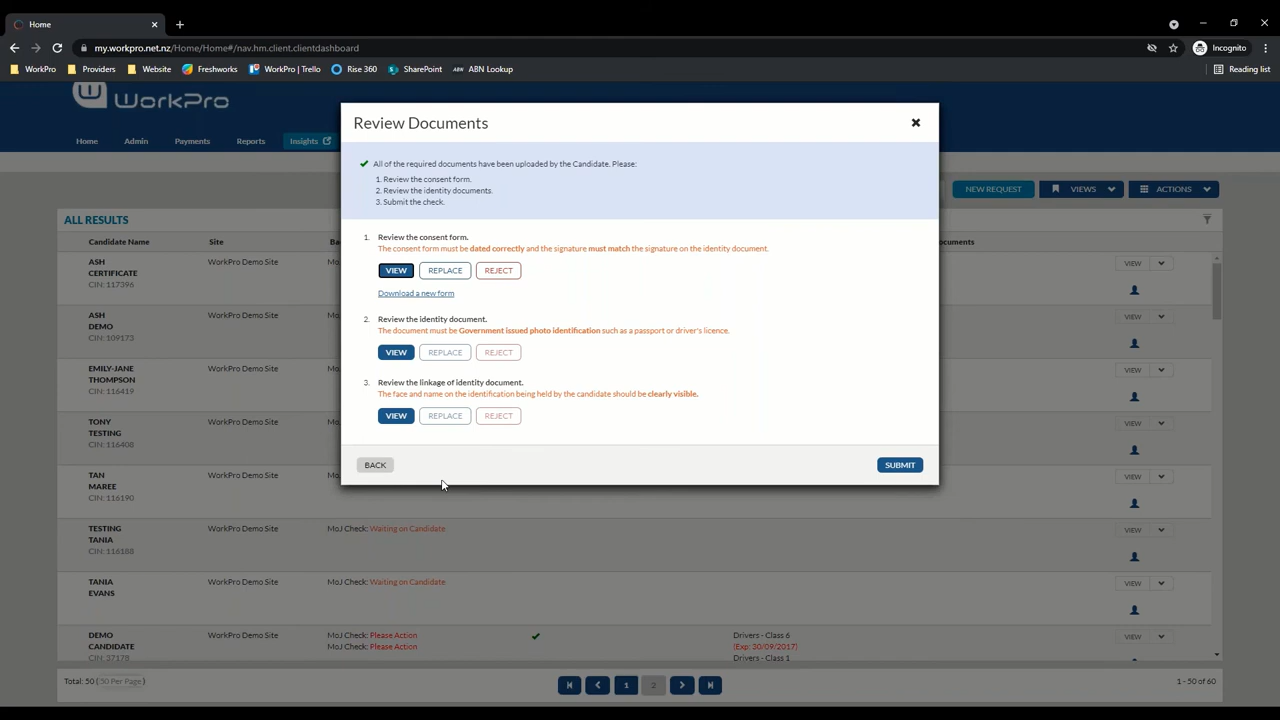 Home
my.workpro.net.nz/Home/Home#/nav.hm.client.clientdashboard
Incognito
WorkPro
Providers
Website
Freshworks
WorkPro | Trello
Rise 360
SharePoint
ABN Lookup
Reading list
WorkPro
Home
Admin
Payments
Reports
Insights
NEW REQUEST
VIEWS
ACTIONS
Review Documents
All of the required documents have been uploaded by the Candidate. Please:
1. Review the consent form.
2. Review the identity documents.
3. Submit the check.
1. Review the consent form.
The consent form must be dated correctly and the signature must match the signature on the identity document.
VIEW REPLACE REJECT
Download a new form
2. Review the identity document.
The document must be Government issued photo identification such as a passport or driver's licence.
VIEW REPLACE REJECT
3. Review the linkage of identity document.
The face and name on the identification being held by the candidate should be clearly visible.
VIEW REPLACE REJECT
BACK
SUBMIT
ALL RESULTS
Candidate Name Site
ASH WorkPro Demo Site VIEW
CERTIFICATE
CIN: 117396
ASH WorkPro Demo Site VIEW
DEMO
CIN: 109173
EMILY-JANE WorkPro Demo Site VIEW
THOMPSON
CIN: 116419
TONY WorkPro Demo Site VIEW
TESTING
CIN: 116408
TAN WorkPro Demo Site VIEW
MAREE
CIN: 116190
TESTING WorkPro Demo Site MoJ Check: Waiting on Candidate VIEW
TANIA
CIN: 116188
TANIA WorkPro Demo Site MoJ Check: Waiting on Candidate VIEW
EVANS
DEMO WorkPro Demo Site MoJ Check: Please Action Drivers - Class 6 VIEW
CANDIDATE MoJ Check: Please Action (Exp: 30/09/2017)
CIN: 37178 Drivers - Class 1
Total: 50 ( 50 Per Page )
1 2
1 - 50 of 60